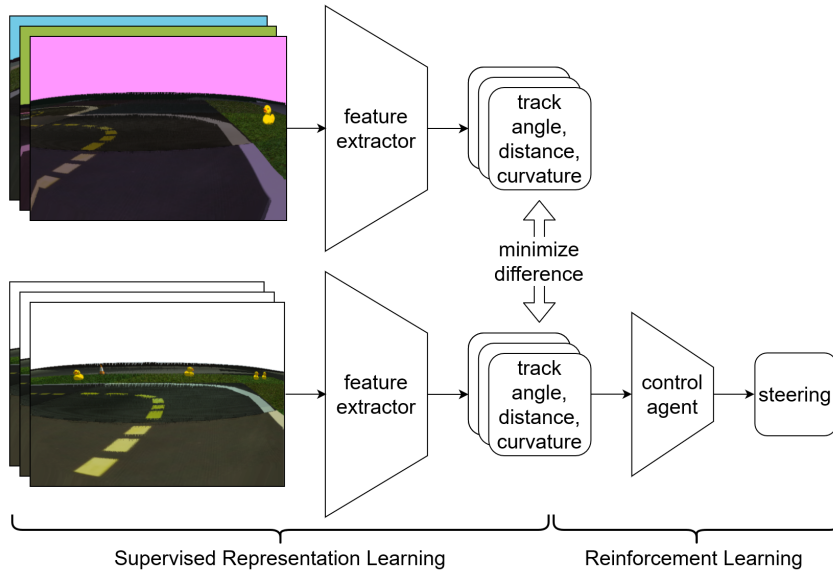 feature
extractor
track
angle,
distance,
curvature
minimize
difference
feature
extractor
track
angle,
distance,
curvature
control
agent
steering
Supervised Representation Learning
Reinforcement Learning